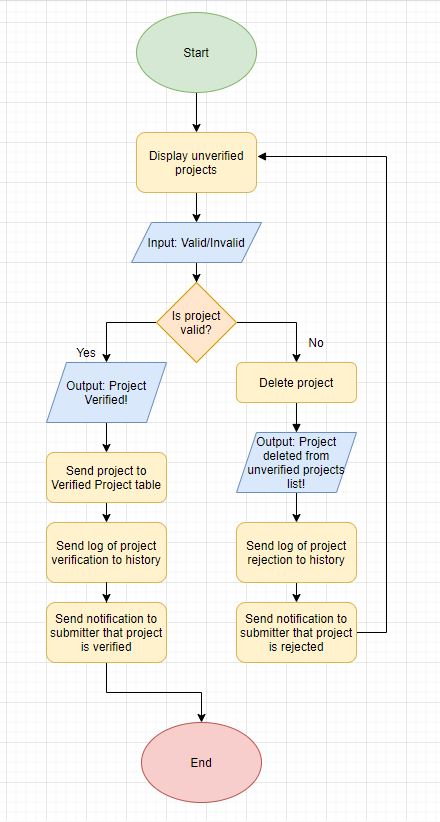 Start
Display unverified
projects
Input: Valid/Invalid
Is project
valid?
Yes
No
Output: Project
Verified!
Delete project
Output: Project
deleted from
unverified projects
list!
Send project to
Verified Project table
Send log of project
verification to history
Send log of project
rejection to history
Send notification to
submitter that project
is verified
Send notification to
submitter that project
is rejected
End